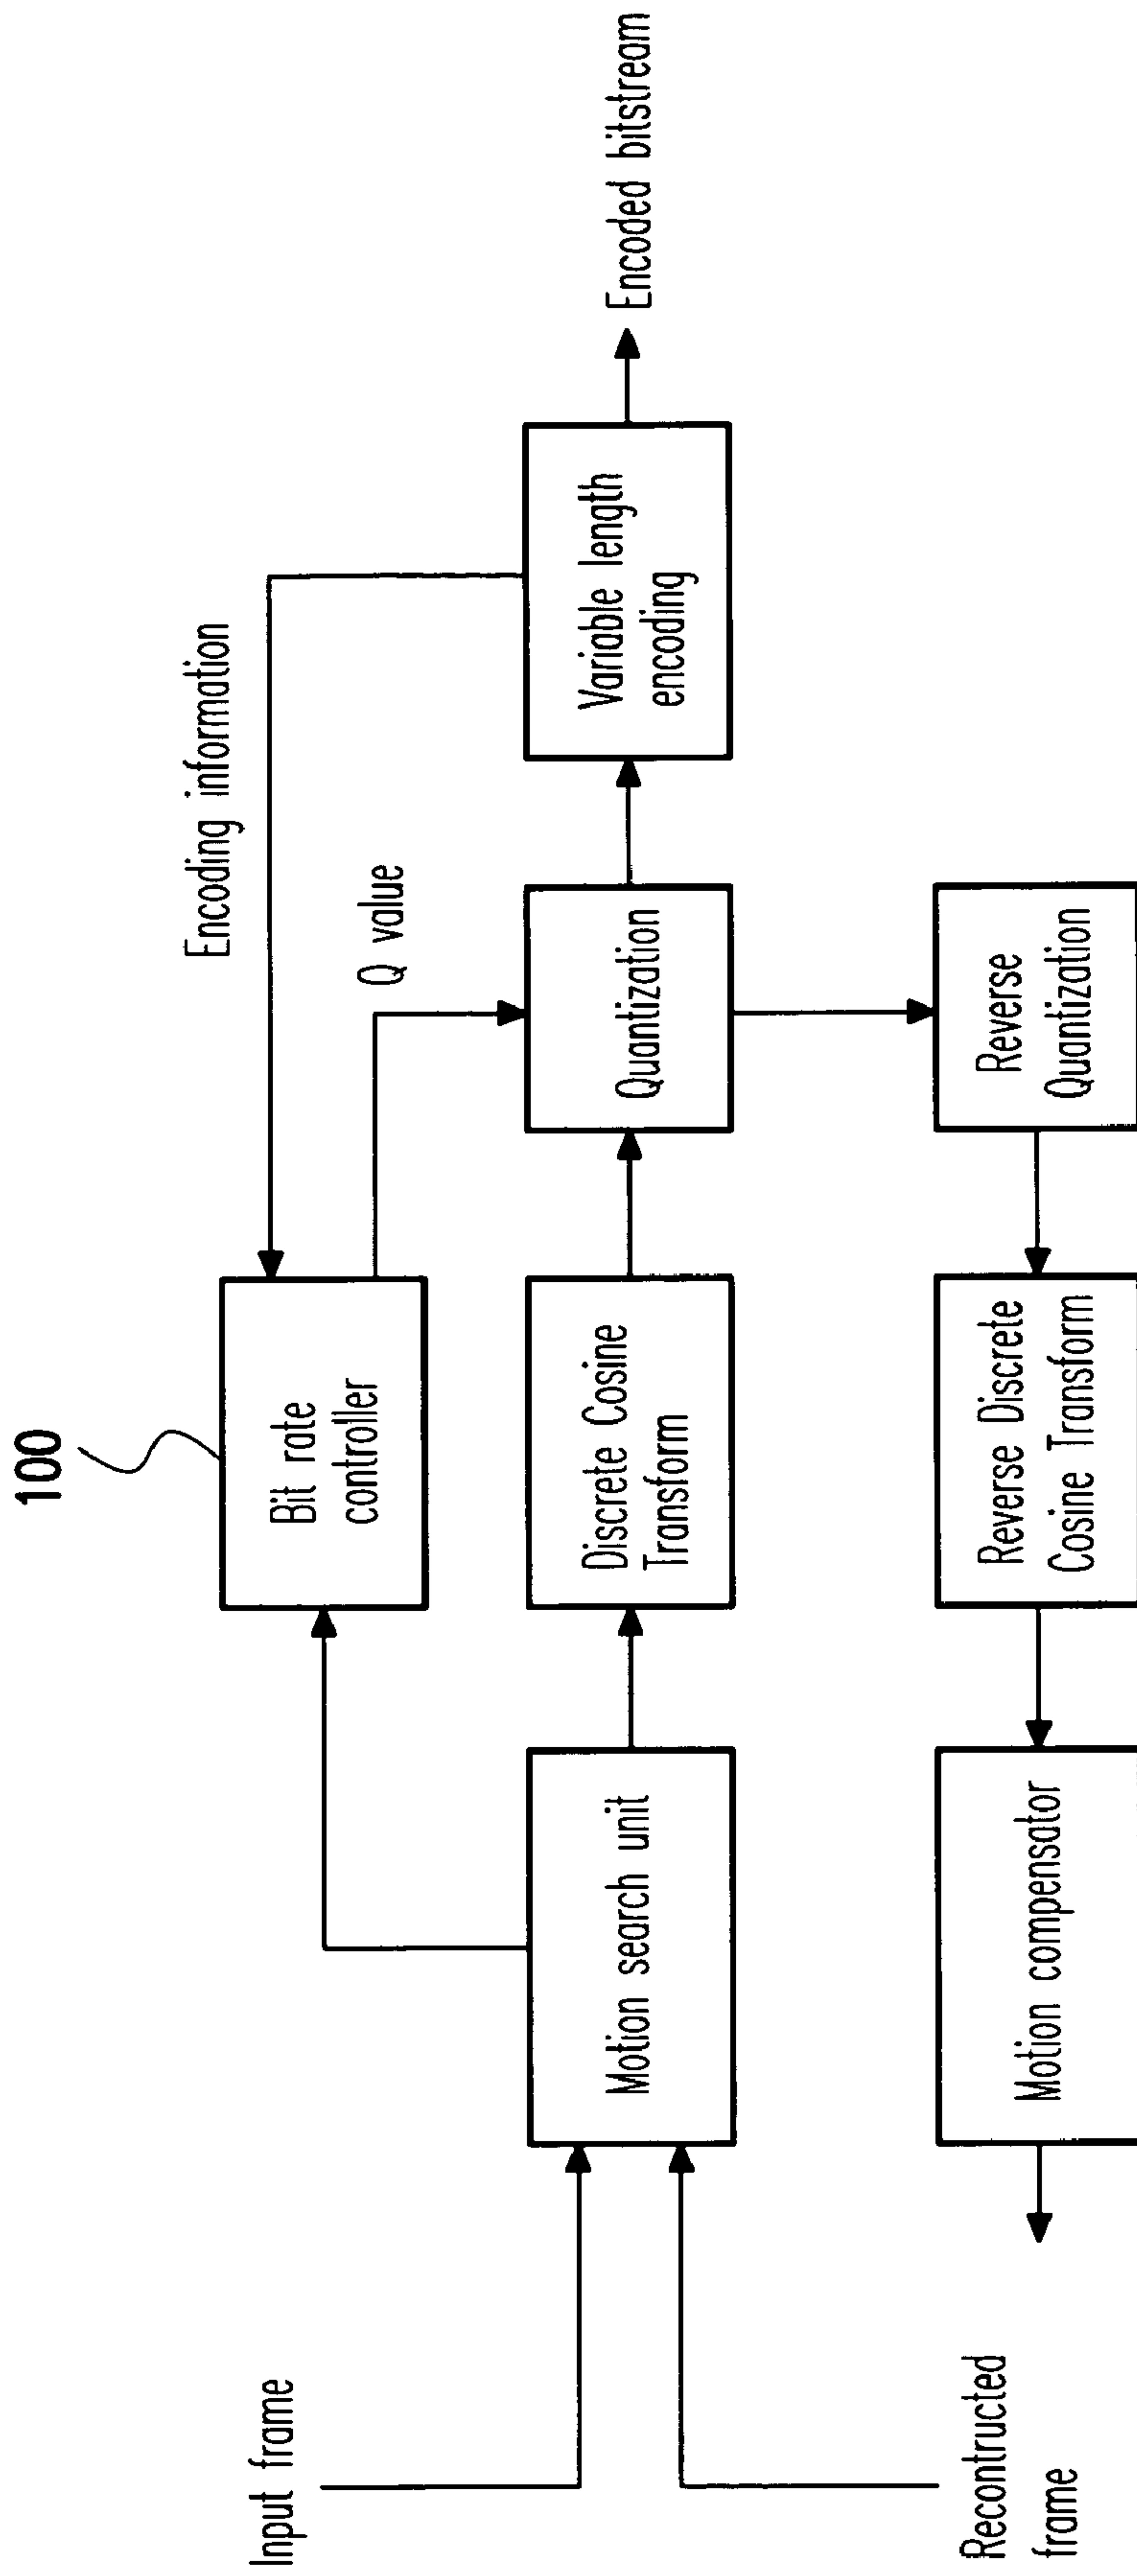 100
Encoding information
Bit rate
controller
Q value
Input frame
Motion search unit
Discrete Cosine
Transform
Quantization
Variable length
encoding
Encoded bitstream
Recontructed
frame
Motion compensator
Reverse Discrete
Cosine Transform
Reverse
Quantization